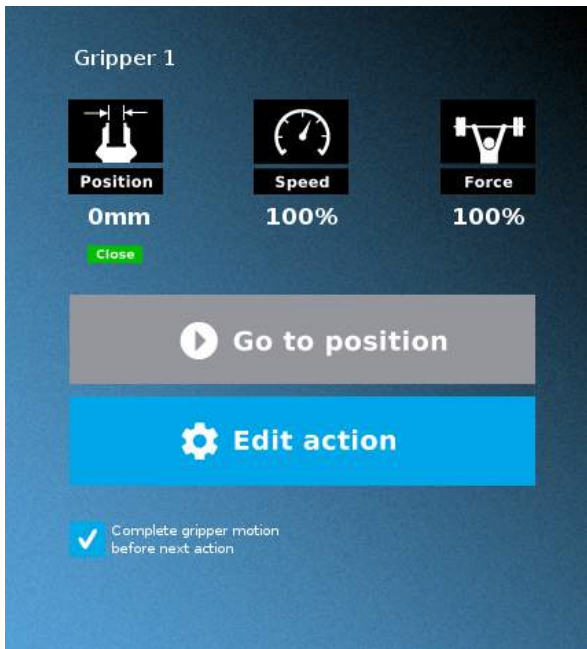 Gripper 1
Position
Speed
Force
0mm
100%
100%
Close
Go to position
Edit action
Complete gripper motion
before next action